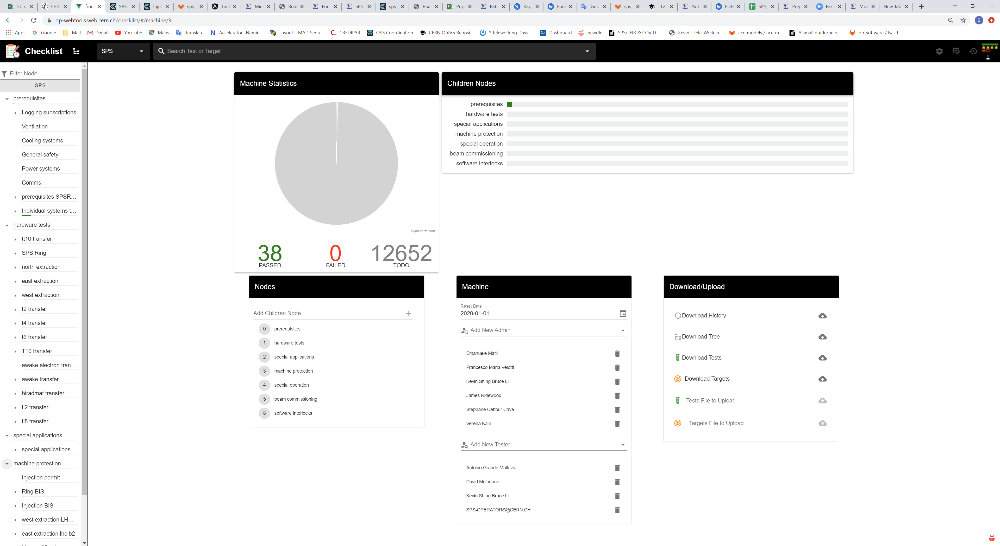 EC re
CERI
fron
SPS
Injec
sps_
Timl
Micr
Roa
Fun
SPS_
sps_
Roa
Proj
Patr
Rap
Forr
Goo
sps_
TT2
Patr
EDH
SPS/
Prep
Part
Micr
New Tab
op-webtools.web.cern.ch/checklist/#/machine/9
S
Apps Google Mail Gmail YouTube Maps Translate Accelerators Namin... Layout – MAD Sequ... CREDIPAR OSS Coordination CERN Optics Reposi... * Teleworking Days... Dashboard newdle SPS/LEIR & COVID... Kevin's Tele-Worksh... acc-models / acc-m... A small guide/help... op-software / lsa-d...
Checklist
SPS
Search Test or Target
Filter Node
SPS
prerequisites
Logging subscriptions
Ventilation
Cooling systems
General safety
Power systems
Comms
prerequisites SPSR...
Individual systems t...
hardware tests
tt10 transfer
SPS Ring
north extraction
east extraction
west extraction
t2 transfer
t4 transfer
t6 transfer
T10 transfer
awake electron tran...
awake transfer
hiradmat transfer
ti2 transfer
ti8 transfer
special applications
special applications...
machine protection
Injection permit
Ring BIS
Injection BIS
west extraction LH...
east extraction lhc b2
Machine Statistics
Highcharts.com
38 0 12652
PASSED FAILED TODO
Children Nodes
prerequisites
hardware tests
special applications
machine protection
special operation
beam commissioning
software interlocks
Nodes
Add Children Node
0 prerequisites
1 hardware tests
2 special applications
3 machine protection
4 special operation
5 beam commissioning
8 software interlocks
Machine
Reset Date
2020-01-01
Add New Admin
Emanuele Matli
Francesco Maria Velotti
Kevin Shing Bruce Li
James Ridewood
Stephane Cettour Cave
Verena Kain
Add New Tester
Antonio Grande Mallavia
David Mcfarlane
Kevin Shing Bruce Li
SPS-OPERATORS@CERN.CH
Download/Upload
Download History
Download Tree
Download Tests
Download Targets
Tests File to Upload
Targets File to Upload